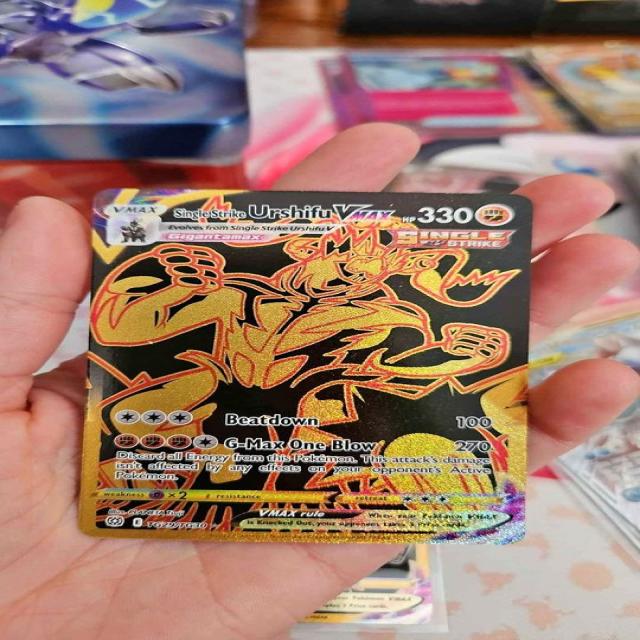 VMAX Single Strike Urshifu VMAX HP 330
Evolves from Single Strike Urshifu V
Gigantamax
SINGLE STRIKE
Beatdown 100
G-Max One Blow 270
Discard all Energy from this Pokémon. This attack's damage
isn't affected by any effects on your opponent's Active
Pokémon.
weakness ×2 resistance retreat
VMAX rule When your Pokémon VMAX
is Knocked Out, your opponent takes 3 Prize cards.
Illus. PLANETA Tsuji
TG29/TG30